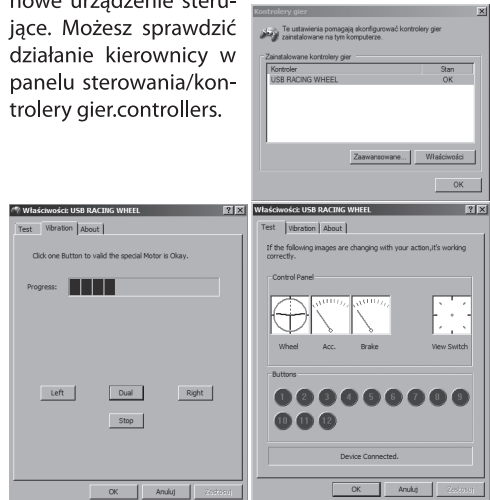 nowe urządzenie steru-
jące. Możesz sprawdzić
działanie kierownicy w
panelu sterowania/kon-
trolery gier.controllers.
Kontrolery gier
Te ustawienia pomagają skonfigurować kontrolery gier
zainstalowane na tym komputerze.
Zainstalowane kontrolery gier
Kontroler Stan
USB RACING WHEEL OK
Zaawansowane... Właściwości
OK
Właściwości: USB RACING WHEEL
Test Vibration About
Click one Button to valid the special Motor is Okay.
Progress:
Left Dual Right
Stop
OK Anuluj Zastosuj
Właściwości: USB RACING WHEEL
Test Vibration About
If the following images are changing with your action,it's working
correctly.
Control Panel
Wheel Acc. Brake View Switch
Buttons
1 2 3 4 5 6 7 8 9
10 11 12
Device Connected.
OK Anuluj Zastosuj